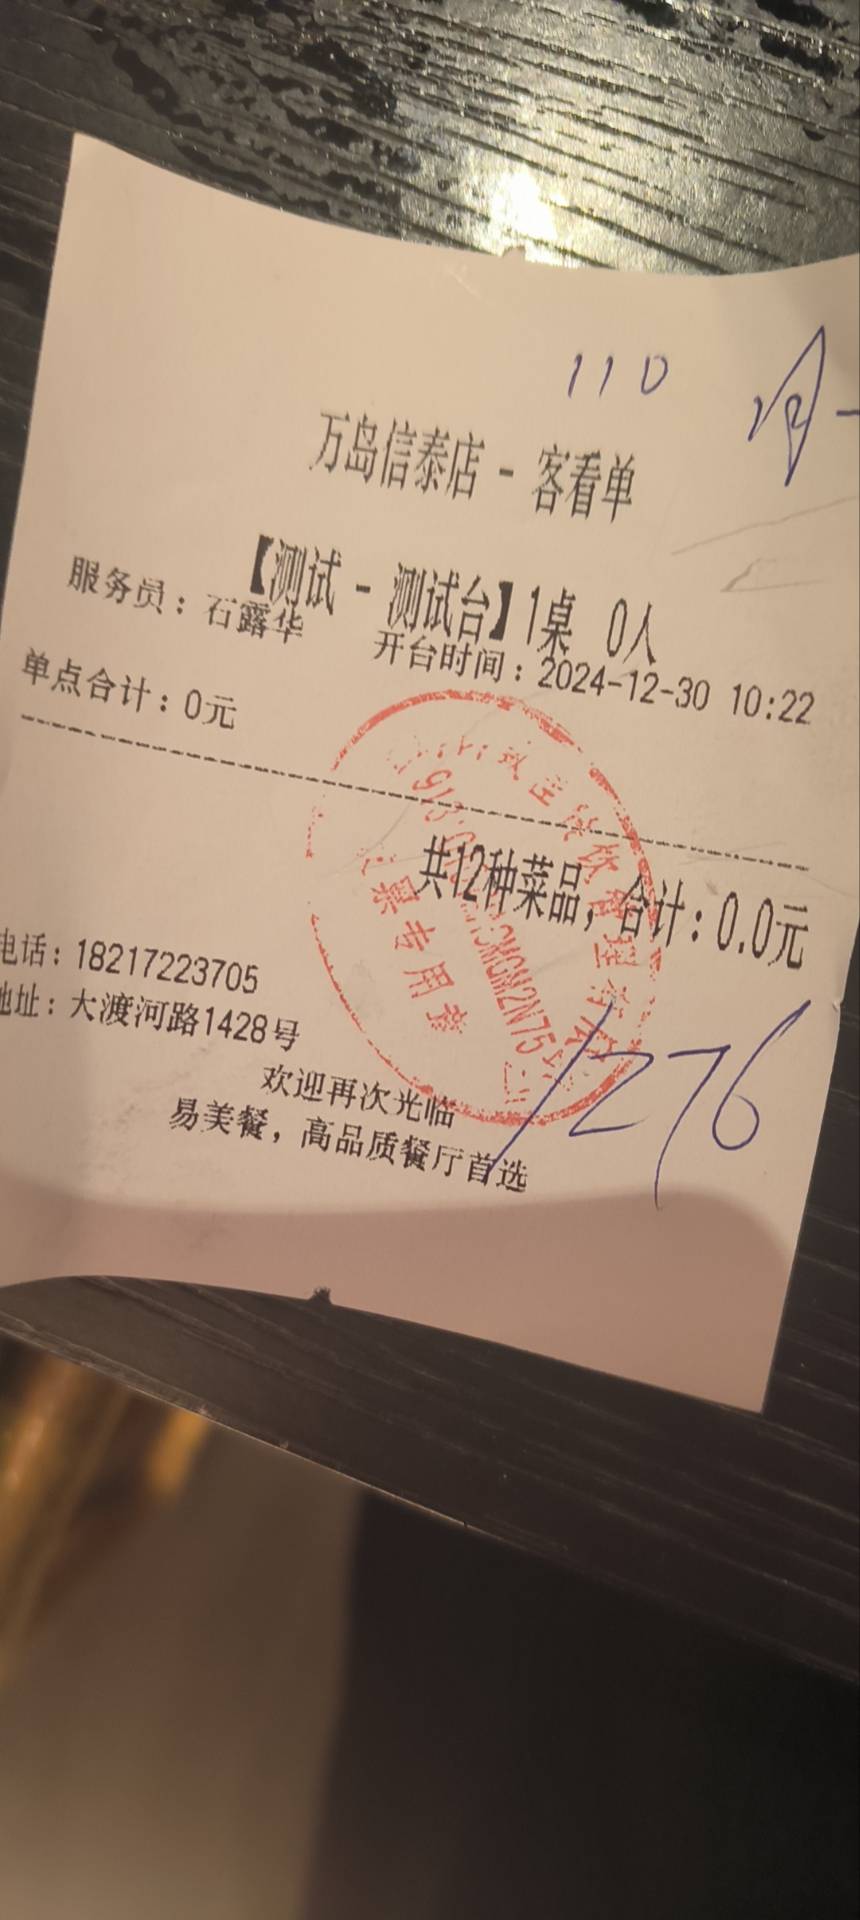 110
万岛信泰店 - 客看单
【测试 - 测试台】1桌 0人
服务员：石露华 开台时间：2024-12-30 10:22
单点合计：0元
共12种菜品，合计：0.0元
电话：18217223705
地址：大渡河路1428号
1276
欢迎再次光临
易美餐，高品质餐厅首选
专用章